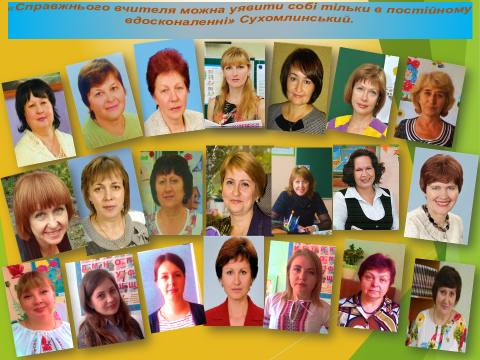 «Справжнього вчителя можна уявити собі тільки в постійному
вдосконаленні» Сухомлинський.